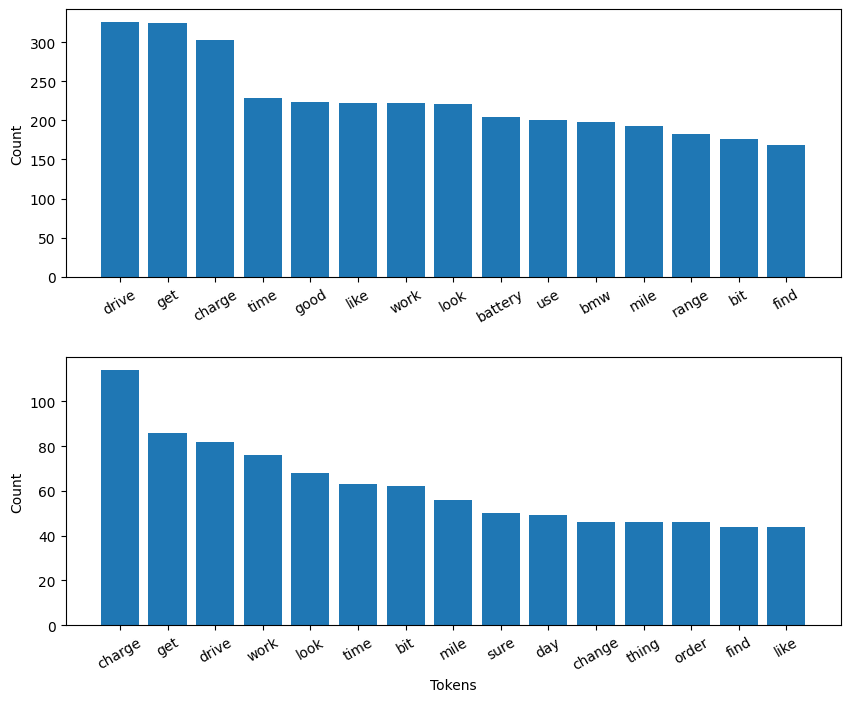 300
250
200
150
100
50
0
Count
drive get charge time good like work look battery use bmw mile range bit find
100
80
60
40
20
0
Count
charge get drive work look time bit mile sure day change thing order find like
Tokens